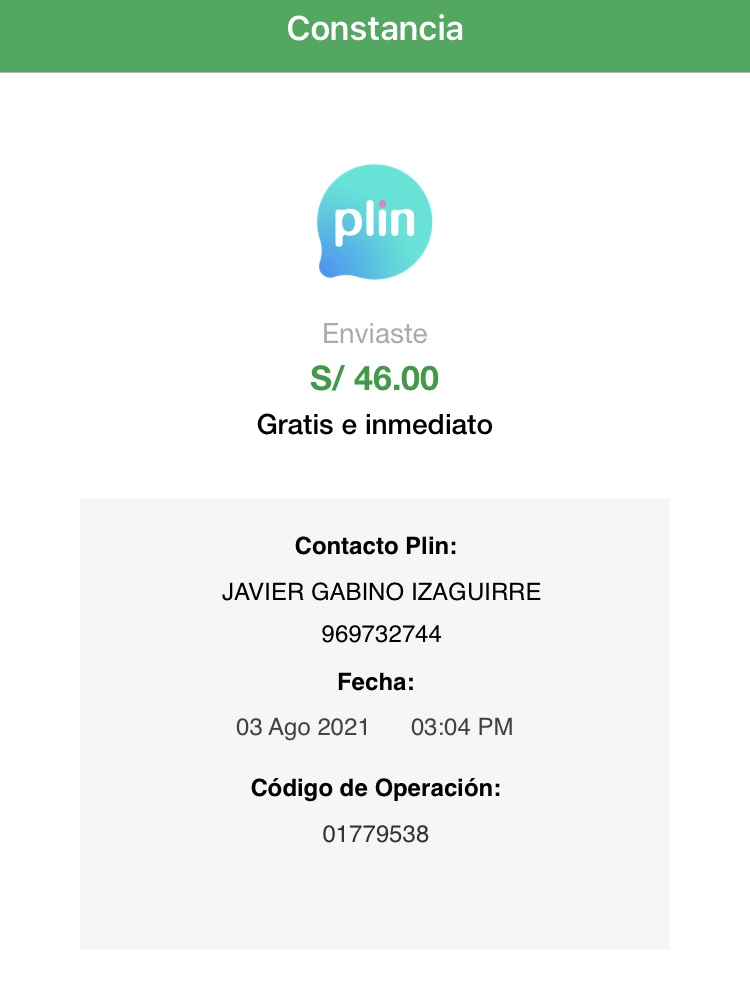 Constancia
plin
Enviaste
S/ 46.00
Gratis e inmediato
Contacto Plin:
JAVIER GABINO IZAGUIRRE
969732744
Fecha:
03 Ago 2021 03:04 PM
Código de Operación:
01779538